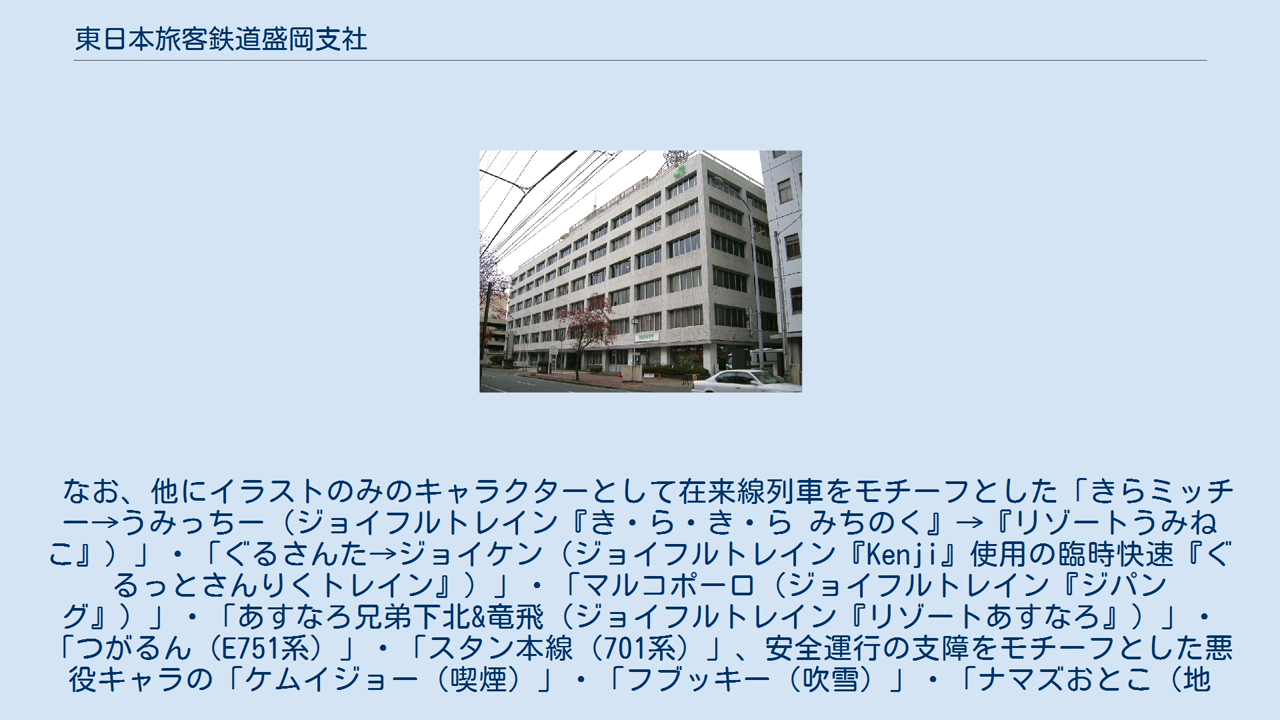 東日本旅客鉄道盛岡支社
なお、他にイラストのみのキャラクターとして在来線列車をモチーフとした「きらミッチ
ー→うみっちー（ジョイフルトレイン『き・ら・き・ら みちのく』→『リゾートうみね
こ』）」・「ぐるさんた→ジョイケン（ジョイフルトレイン『Kenji』使用の臨時快速『ぐ
るっとさんりくトレイン』）」・「マルコポーロ（ジョイフルトレイン『ジパン
グ』）」・「あすなろ兄弟下北&竜飛（ジョイフルトレイン『リゾートあすなろ』）」・
「つがるん（E751系）」・「スタン本線（701系）」、安全運行の支障をモチーフとした悪
役キャラの「ケムイジョー（喫煙）」・「フブッキー（吹雪）」・「ナマズおとこ（地